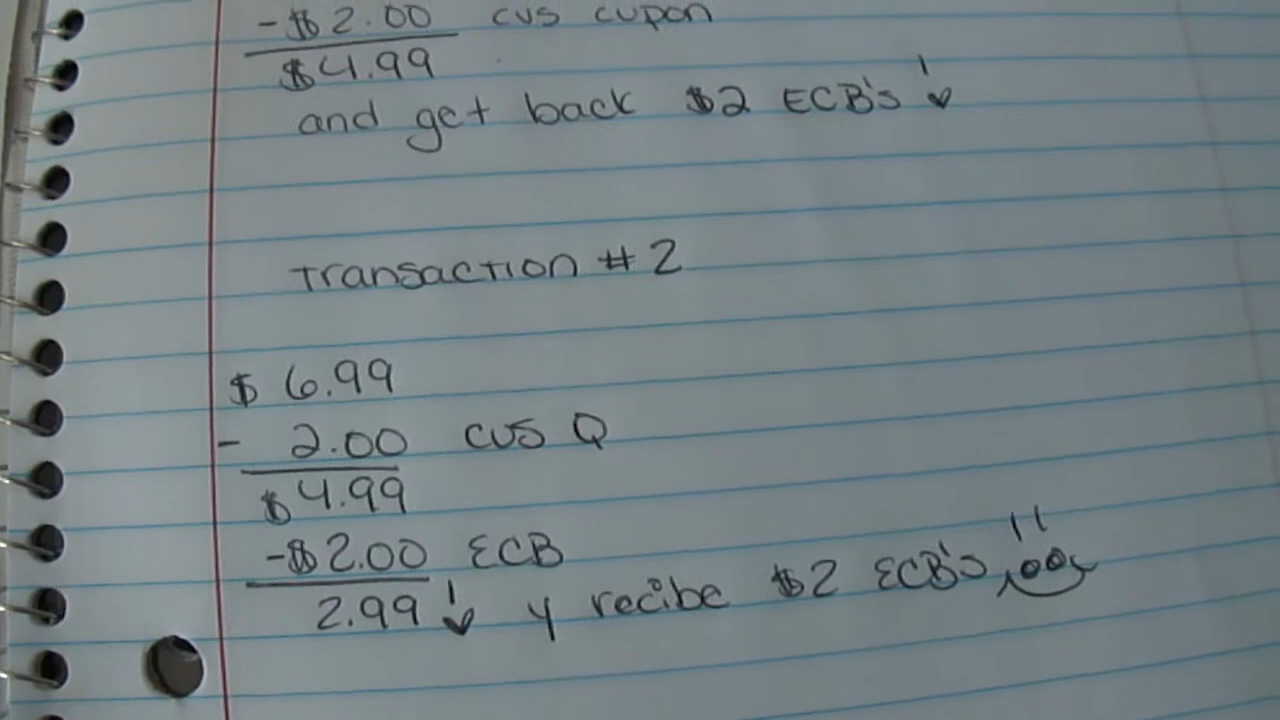 -$2.00 cvs cupon
$4.99
and get back $2 ECB's !
Transaction #2
$ 6.99
- 2.00 CVS Q
$4.99
-$2.00 ECB
2.99 ! y recibe $2 ECB's !!